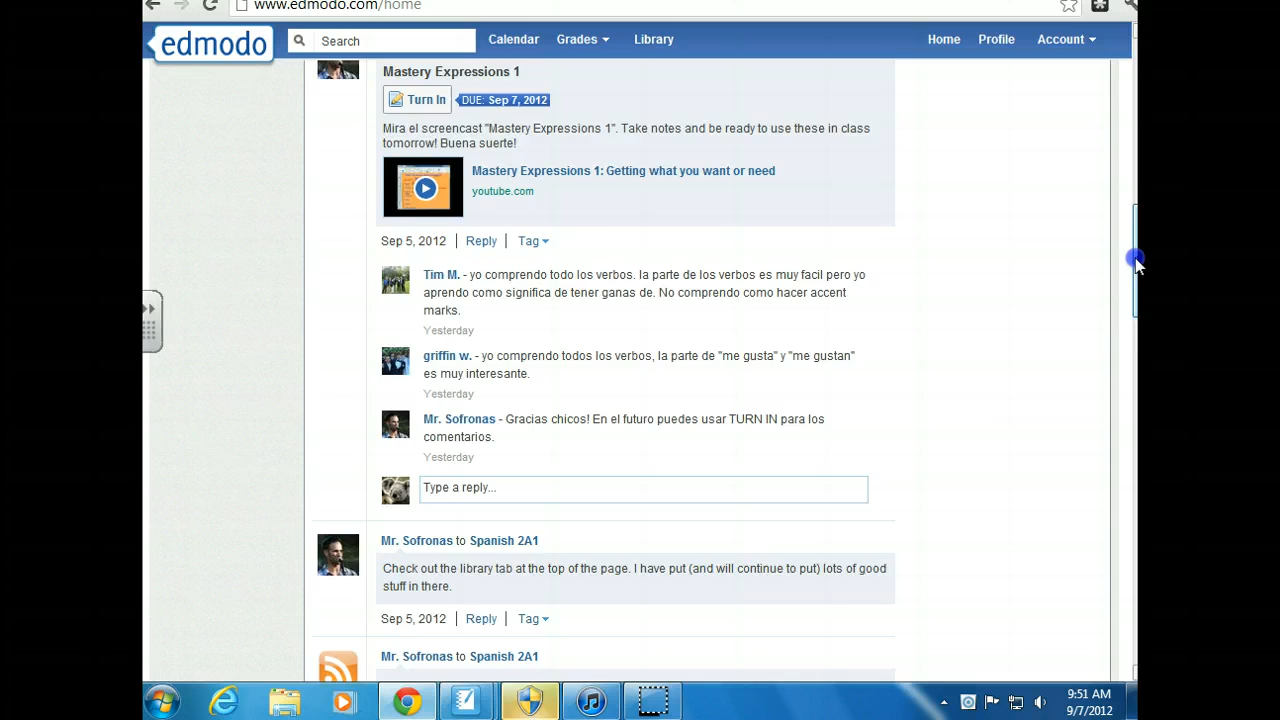 www.edmodo.com/home
edmodo
Search
Calendar
Grades
Library
Home
Profile
Account
Mastery Expressions 1
Turn In
DUE: Sep 7, 2012
Mira el screencast "Mastery Expressions 1". Take notes and be ready to use these in class
tomorrow! Buena suerte!
Mastery Expressions 1: Getting what you want or need
youtube.com
Sep 5, 2012 | Reply | Tag
Tim M. - yo comprendo todo los verbos. la parte de los verbos es muy facil pero yo
aprendo como significa de tener ganas de. No comprendo como hacer accent
marks.
Yesterday
griffin w. - yo comprendo todos los verbos, la parte de "me gusta" y "me gustan"
es muy interesante.
Yesterday
Mr. Sofronas - Gracias chicos! En el futuro puedes usar TURN IN para los
comentarios.
Yesterday
Type a reply...
Mr. Sofronas to Spanish 2A1
Check out the library tab at the top of the page. I have put (and will continue to put) lots of good
stuff in there.
Sep 5, 2012 | Reply | Tag
Mr. Sofronas to Spanish 2A1
9:51 AM
9/7/2012